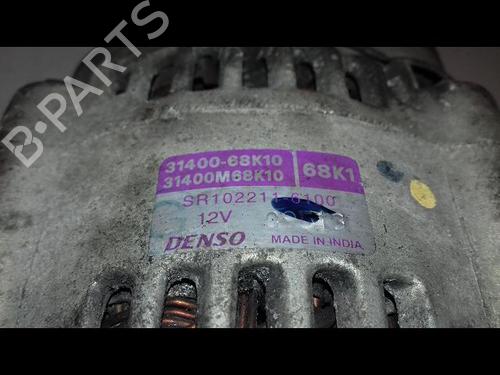 B-PARTS
31400-68K10
31400M68K10
68K1
SR102211-6100
12V
DENSO
MADE IN INDIA